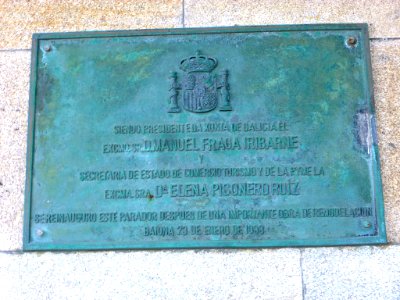 SIENDO PRESIDENTE DA XUNTA DE GALICIA EL
EXCMO. SR. D. MANUEL FRAGA IRIBARNE
Y
SECRETARIA DE ESTADO DE COMERCIO TURISMO Y DE LA PYME LA
EXCMA. SRA. Dª ELENA PISONERO RUIZ
SE REINAUGURO ESTE PARADOR DESPUES DE UNA IMPORTANTE OBRA DE REMODELACION
BAIONA 23 DE ENERO DE